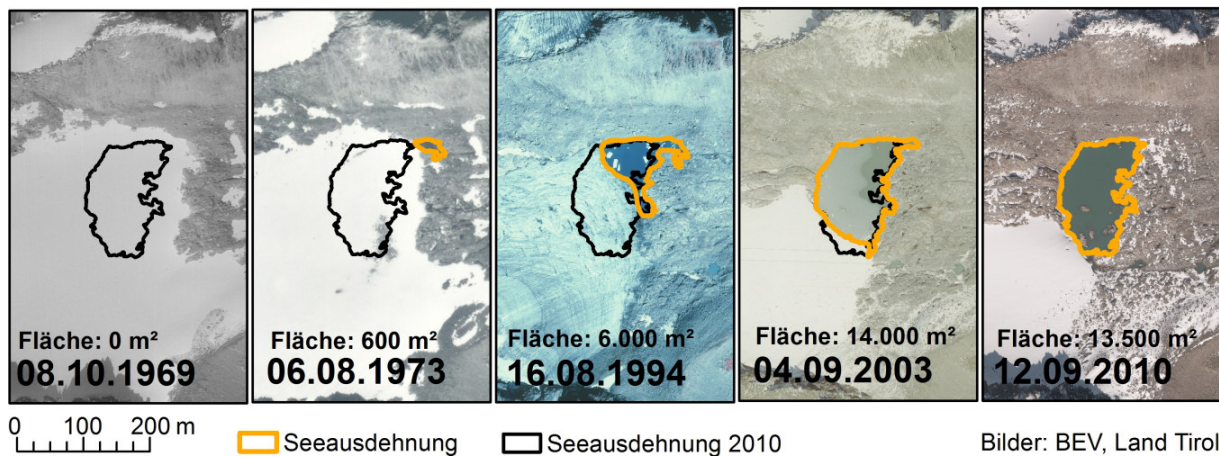 Fläche: 0 m²
08.10.1969
Fläche: 600 m²
06.08.1973
Fläche: 6.000 m²
16.08.1994
Fläche: 14.000 m²
04.09.2003
Fläche: 13.500 m²
12.09.2010
0 100 200 m
Seeausdehnung
Seeausdehnung 2010
Bilder: BEV, Land Tirol